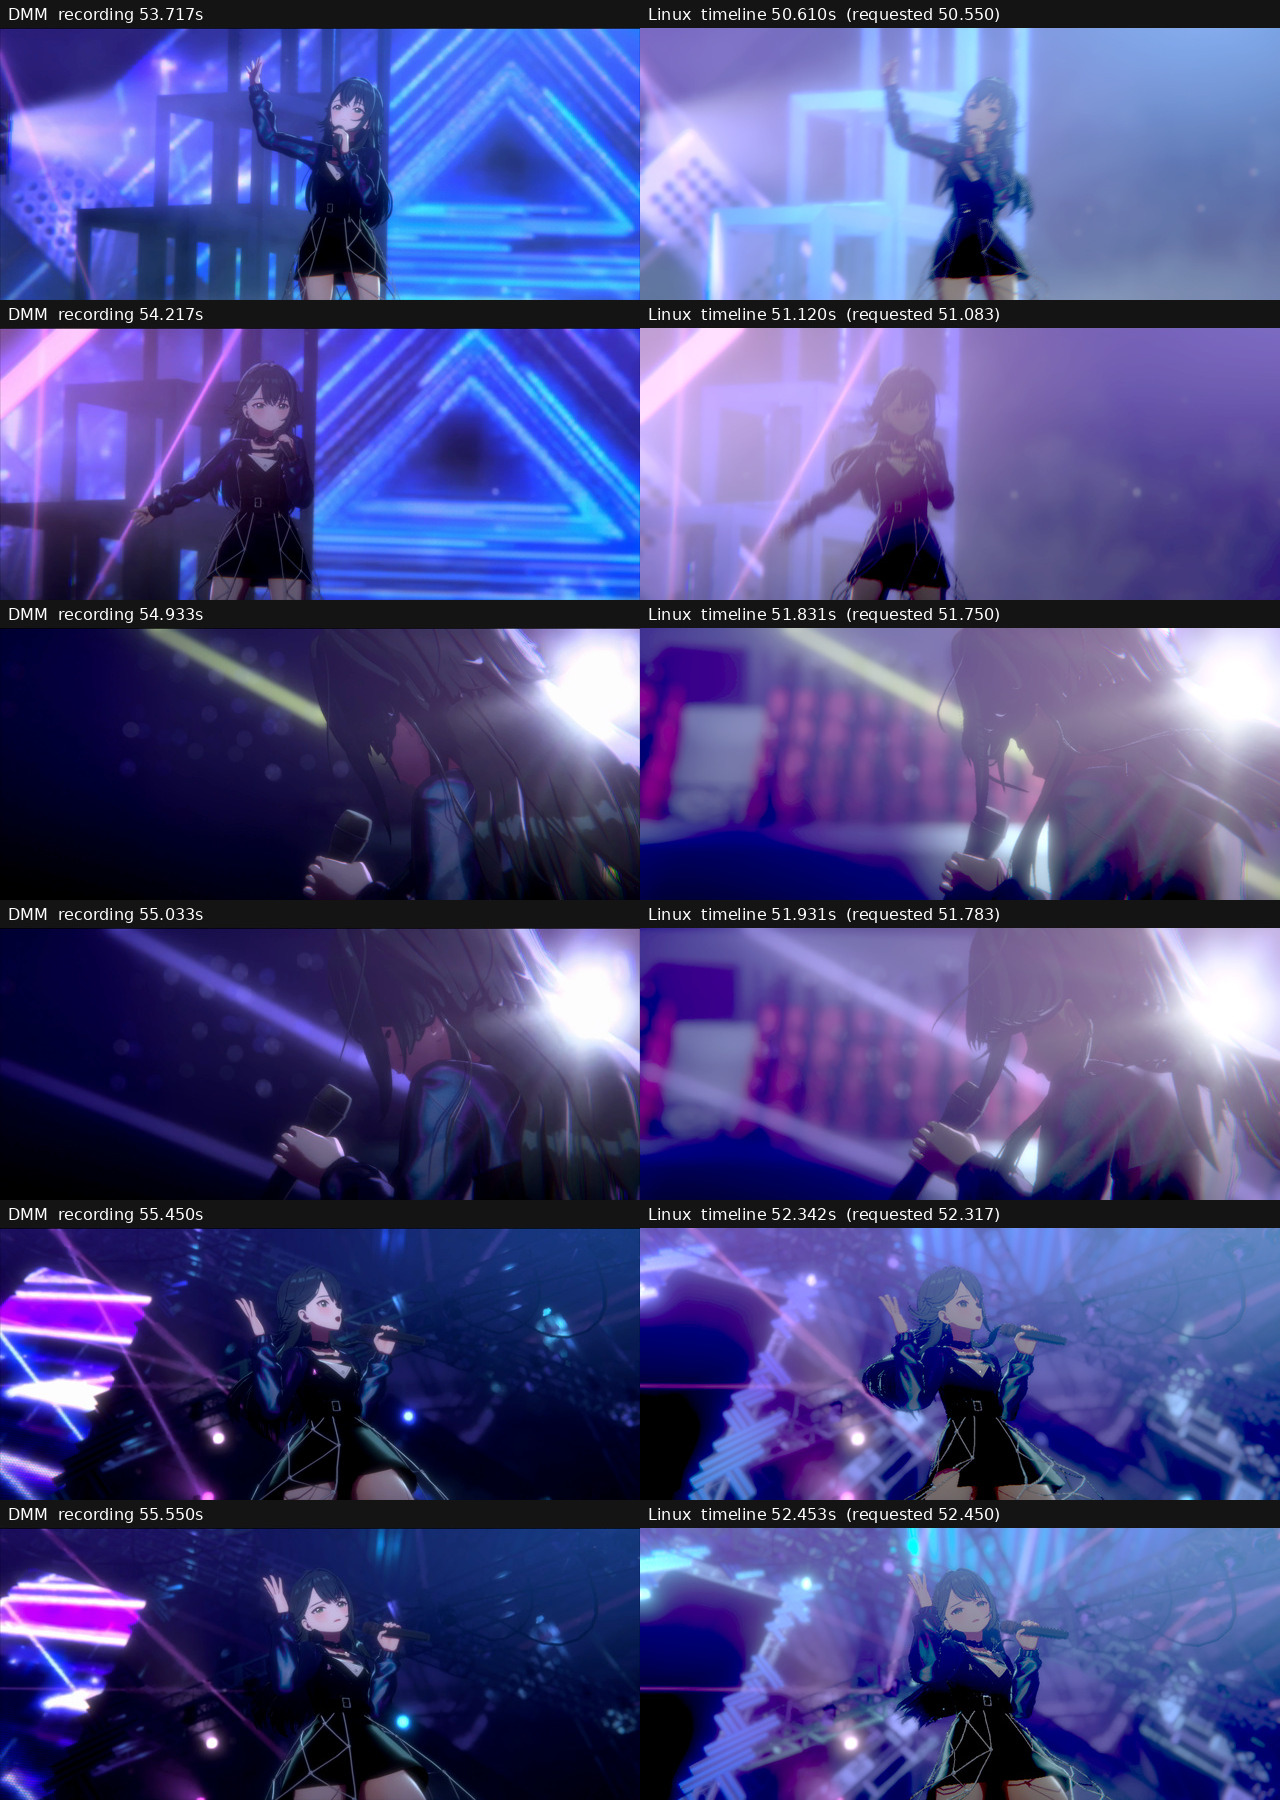 DMM recording 53.717s
Linux timeline 50.610s (requested 50.550)
DMM recording 54.217s
Linux timeline 51.120s (requested 51.083)
DMM recording 54.933s
Linux timeline 51.831s (requested 51.750)
DMM recording 55.033s
Linux timeline 51.931s (requested 51.783)
DMM recording 55.450s
Linux timeline 52.342s (requested 52.317)
DMM recording 55.550s
Linux timeline 52.453s (requested 52.450)